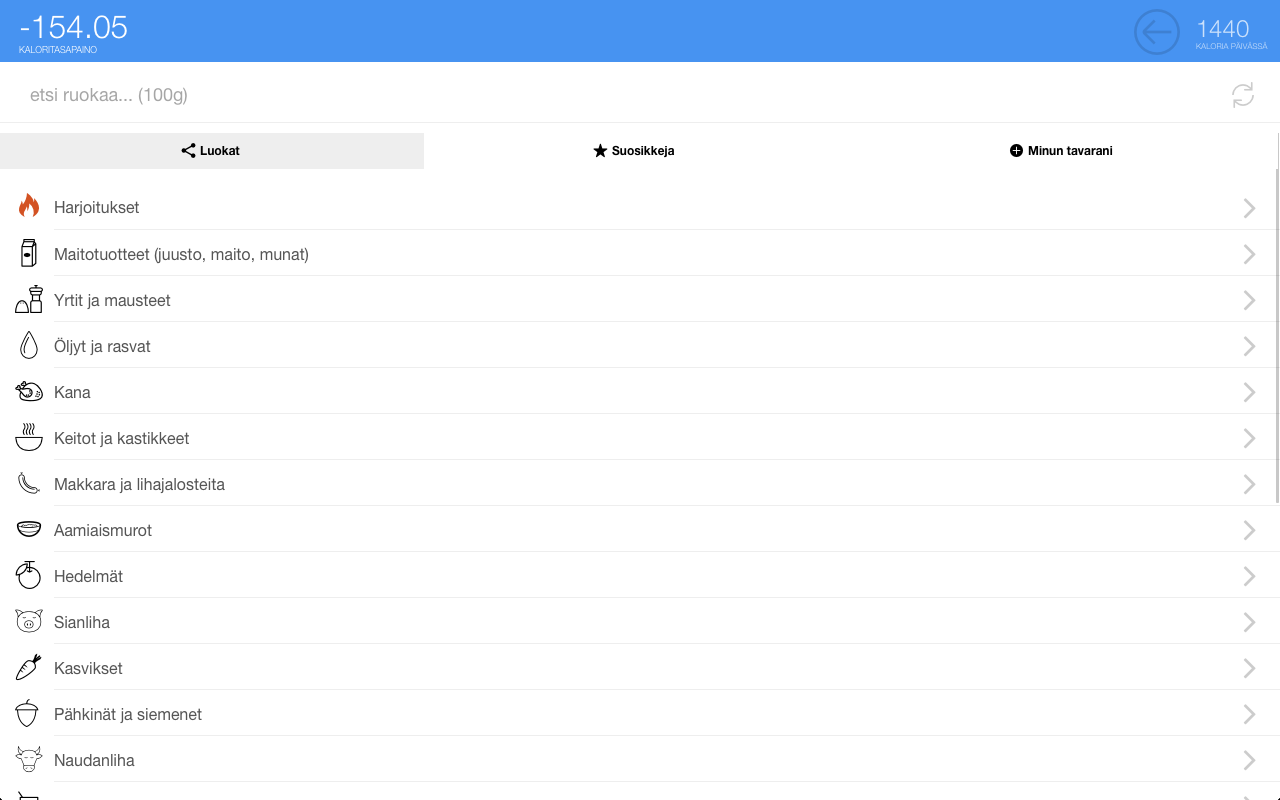 -154.05
KALORITASAPAINO
1440
KALORIA PÄIVÄSSÄ
etsi ruokaa... (100g)
Luokat
Suosikkeja
Minun tavarani
Harjoitukset
Maitotuotteet (juusto, maito, munat)
Yrtit ja mausteet
Öljyt ja rasvat
Kana
Keitot ja kastikkeet
Makkara ja lihajalosteita
Aamiaismurot
Hedelmät
Sianliha
Kasvikset
Pähkinät ja siemenet
Naudanliha